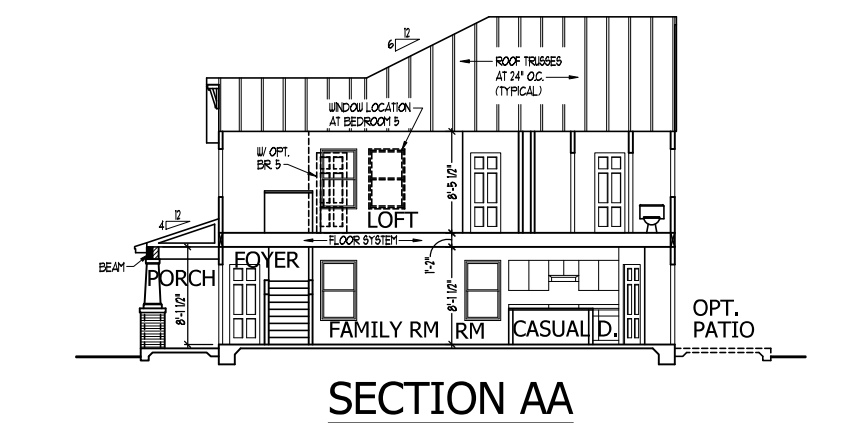 12
6
ROOF TRUSSES
AT 24" O.C.
(TYPICAL)
WINDOW LOCATION
AT BEDROOM 5
W/ OPT.
BR 5
8'-5 1/2"
LOFT
12
4
FLOOR SYSTEM
1'-2"
BEAM
PORCH
FOYER
8'-1 1/2"
8'-1 1/2"
FAMILY RM
RM
CASUAL D.
OPT.
PATIO
SECTION AA